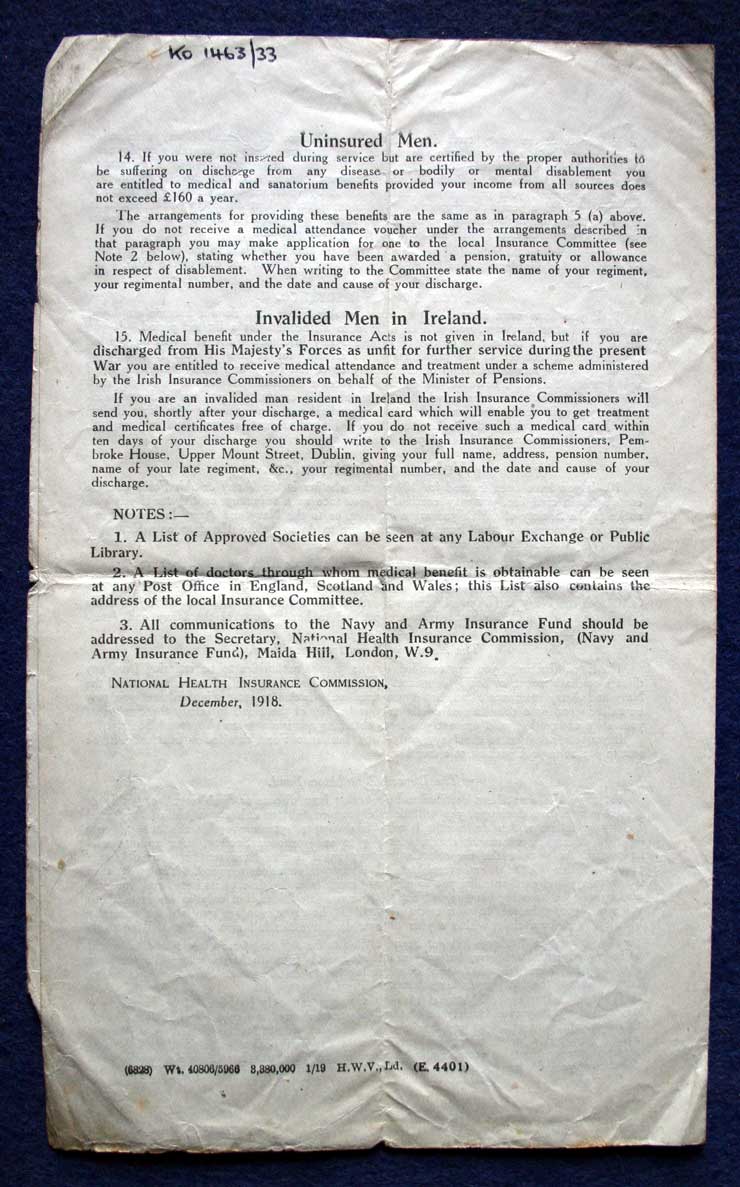 KO 1463/33
Uninsured Men.
14. If you were not insured during service but are certified by the proper authorities to
be suffering on discharge from any disease or bodily or mental disablement you
are entitled to medical and sanatorium benefits provided your income from all sources does
not exceed £160 a year.
The arrangements for providing these benefits are the same as in paragraph 5 (a) above.
If you do not receive a medical attendance voucher under the arrangements described in
that paragraph you may make application for one to the local Insurance Committee (see
Note 2 below), stating whether you have been awarded a pension, gratuity or allowance
in respect of disablement. When writing to the Committee state the name of your regiment,
your regimental number, and the date and cause of your discharge.
Invalided Men in Ireland.
15. Medical benefit under the Insurance Acts is not given in Ireland, but if you are
discharged from His Majesty's Forces as unfit for further service during the present
War you are entitled to receive medical attendance and treatment under a scheme administered
by the Irish Insurance Commissioners on behalf of the Minister of Pensions.
If you are an invalided man resident in Ireland the Irish Insurance Commissioners will
send you, shortly after your discharge, a medical card which will enable you to get treatment
and medical certificates free of charge. If you do not receive such a medical card within
ten days of your discharge you should write to the Irish Insurance Commissioners, Pem-
broke House, Upper Mount Street, Dublin, giving your full name, address, pension number,
name of your late regiment, &c., your regimental number, and the date and cause of your
discharge.
NOTES :—
1. A List of Approved Societies can be seen at any Labour Exchange or Public
Library.
2. A List of doctors through whom medical benefit is obtainable can be seen
at any Post Office in England, Scotland and Wales; this List also contains the
address of the local Insurance Committee.
3. All communications to the Navy and Army Insurance Fund should be
addressed to the Secretary, National Health Insurance Commission, (Navy and
Army Insurance Fund), Maida Hill, London, W.9.
NATIONAL HEALTH INSURANCE COMMISSION,
December, 1918.
(6828) Wt. 40806/5966 3,380,000 1/19 H.W.V., Ld. (E. 4401)